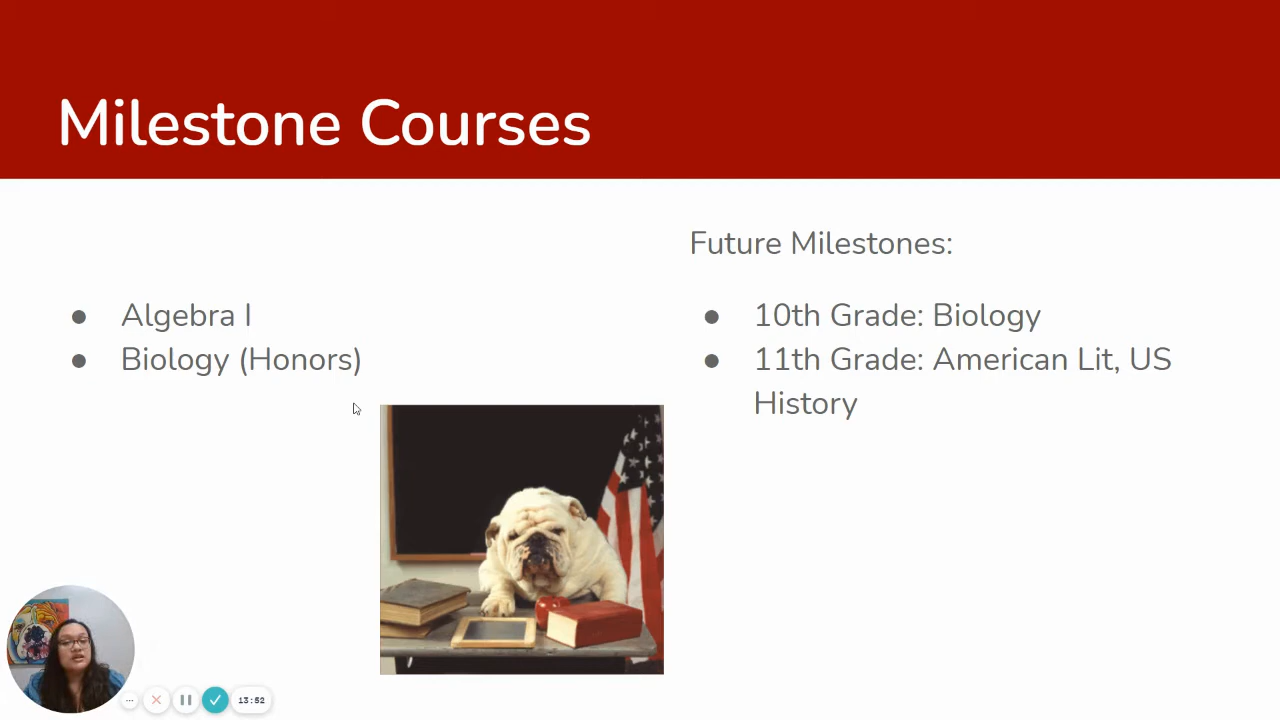 Milestone Courses
Algebra I
Biology (Honors)
Future Milestones:
10th Grade: Biology
11th Grade: American Lit, US
History
13:52